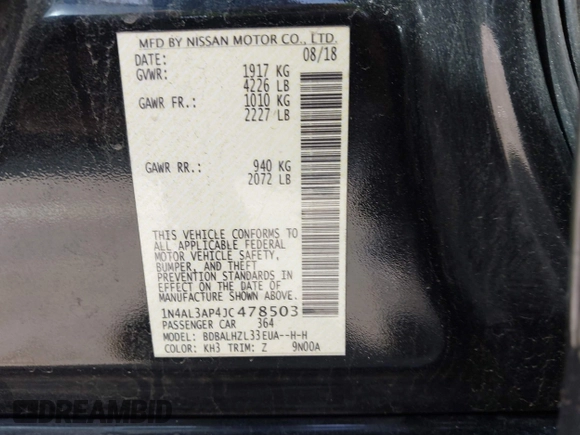 MFD BY NISSAN MOTOR CO., LTD.
DATE: 08/18
GVWR: 1917 KG
4226 LB
GAWR FR.: 1010 KG
2227 LB
GAWR RR.: 940 KG
2072 LB
THIS VEHICLE CONFORMS TO
ALL APPLICABLE FEDERAL
MOTOR VEHICLE SAFETY,
BUMPER, AND THEFT
PREVENTION STANDARDS IN
EFFECT ON THE DATE OF
MANUFACTURE SHOWN ABOVE.
1N4AL3AP4JC478503
PASSENGER CAR 364
MODEL: BDBALHZL33EUA--H-H
COLOR: KH3 TRIM: Z 9N00A
DREAMBID